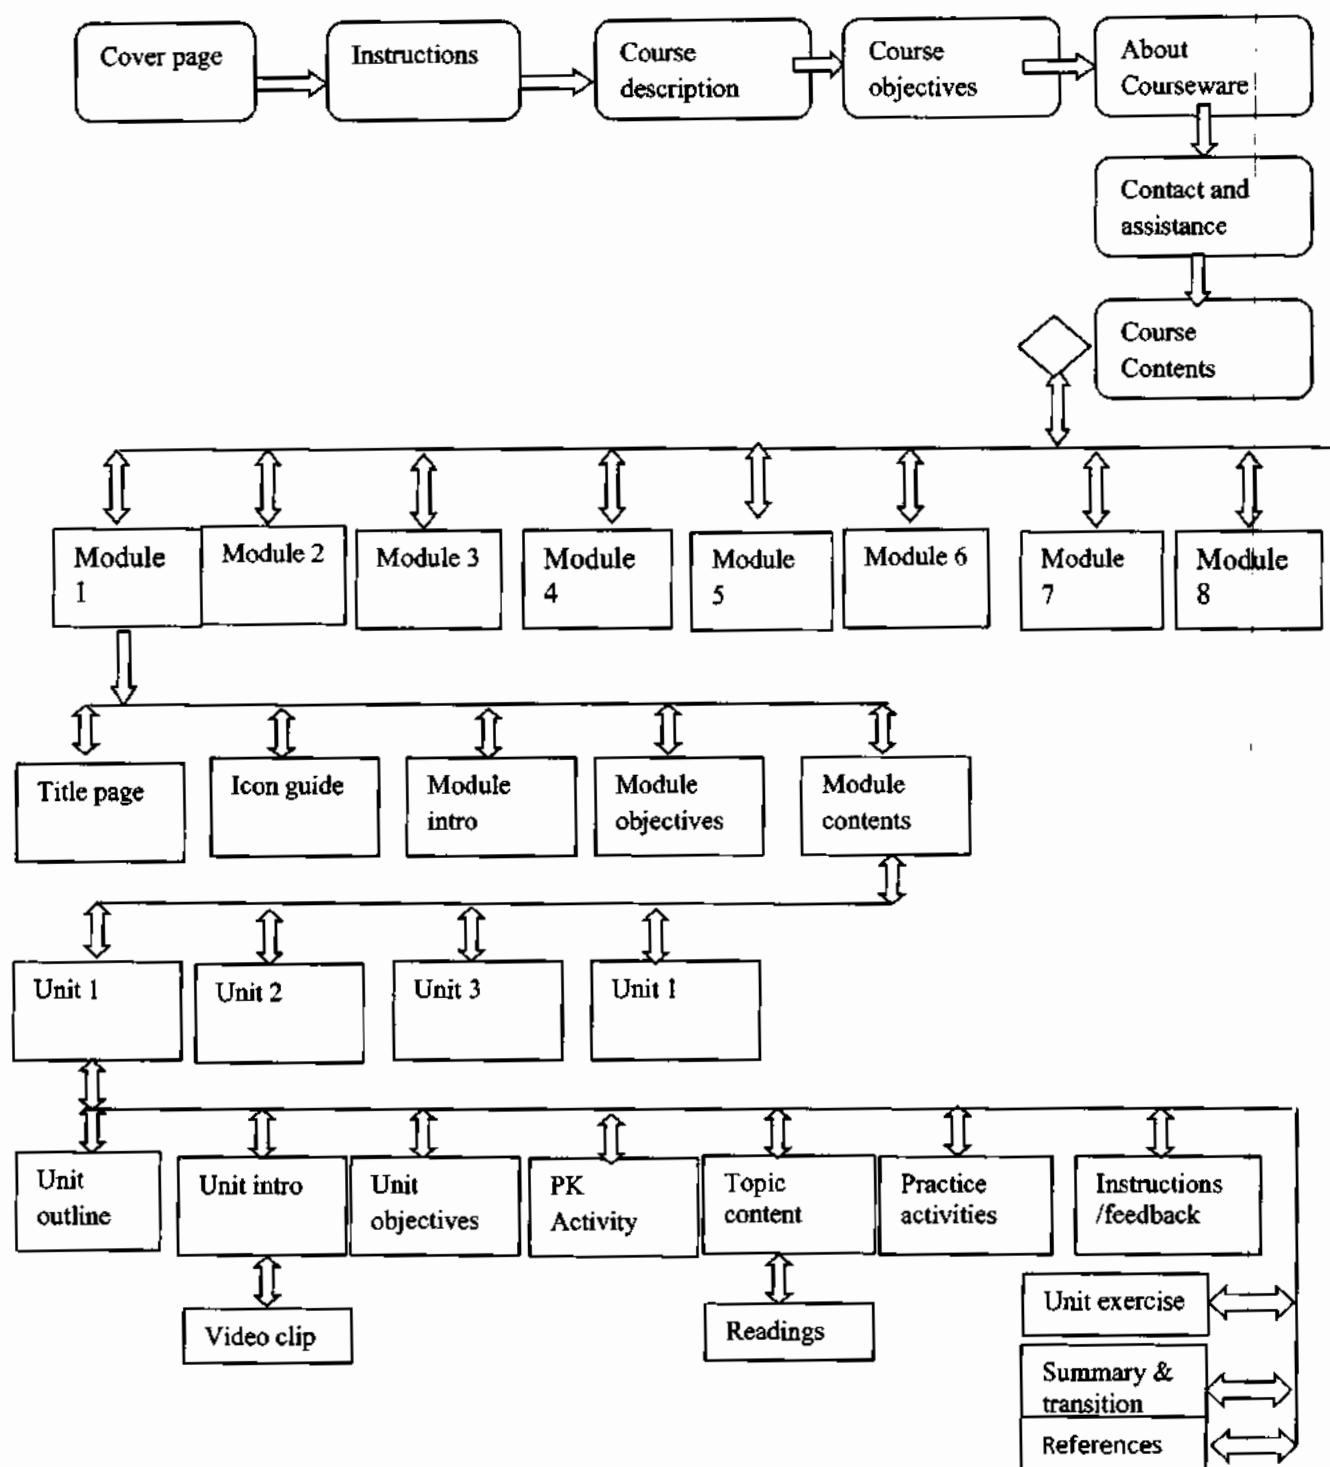 Cover page
Instructions
Course
description
Course
objectives
About
Courseware
Contact and
assistance
Course
Contents
Module
1
Module 2
Module 3
Module
4
Module
5
Module 6
Module
7
Module
8
Title page
Icon guide
Module
intro
Module
objectives
Module
contents
Unit 1
Unit 2
Unit 3
Unit 1
Unit
outline
Unit intro
Unit
objectives
PK
Activity
Topic
content
Practice
activities
Instructions
/feedback
Video clip
Readings
Unit exercise
Summary &
transition
References